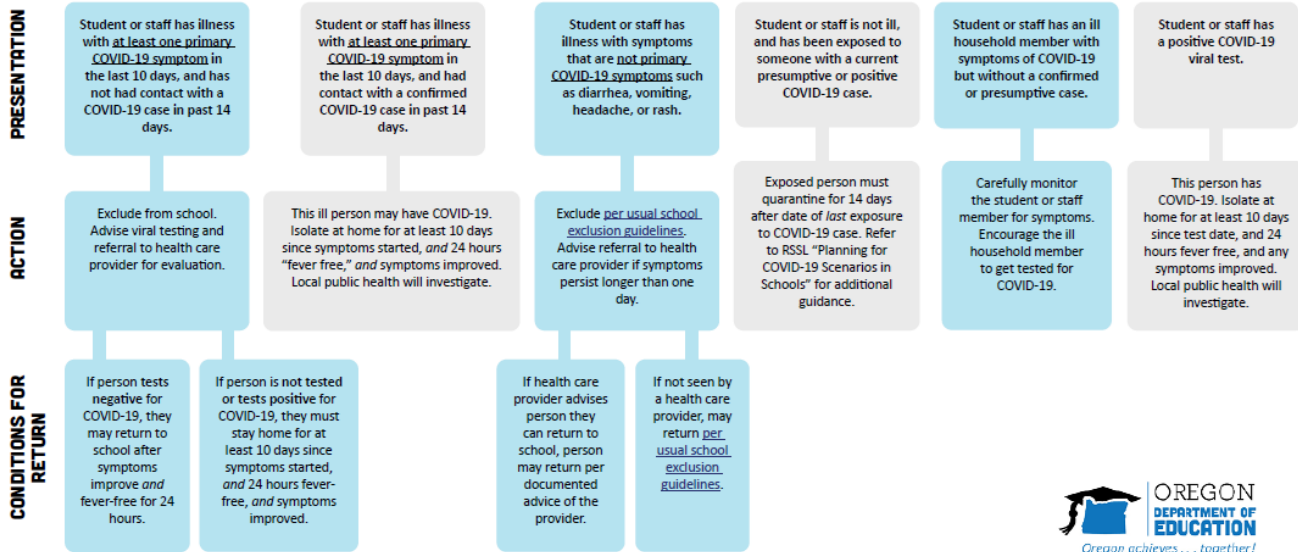 PRESENTATION
Student or staff has illness
with at least one primary
COVID-19 symptom in
the last 10 days, and has
not had contact with a
COVID-19 case in past 14
days.
Student or staff has illness
with at least one primary
COVID-19 symptom in
the last 10 days, and had
contact with a confirmed
COVID-19 case in past 14
days.
Student or staff has
illness with symptoms
that are not primary
COVID-19 symptoms such
as diarrhea, vomiting,
headache, or rash.
Student or staff is not ill,
and has been exposed to
someone with a current
presumptive or positive
COVID-19 case.
Student or staff has an ill
household member with
symptoms of COVID-19
but without a confirmed
or presumptive case.
Student or staff has
a positive COVID-19
viral test.
ACTION
Exclude from school.
Advise viral testing and
referral to health care
provider for evaluation.
This ill person may have COVID-19.
Isolate at home for at least 10 days
since symptoms started, and 24 hours
“fever free,” and symptoms improved.
Local public health will investigate.
Exclude per usual school
exclusion guidelines.
Advise referral to health
care provider if symptoms
persist longer than one
day.
Exposed person must
quarantine for 14 days
after date of last exposure
to COVID-19 case. Refer
to RSSL “Planning for
COVID-19 Scenarios in
Schools” for additional
guidance.
Carefully monitor
the student or staff
member for symptoms.
Encourage the ill
household member
to get tested for
COVID-19.
This person has
COVID-19. Isolate at
home for at least 10 days
since test date, and 24
hours fever free, and any
symptoms improved.
Local public health will
investigate.
CONDITIONS FOR
RETURN
If person tests
negative for
COVID-19, they
may return to
school after
symptoms
improve and
fever-free for 24
hours.
If person is not tested
or tests positive for
COVID-19, they must
stay home for at
least 10 days since
symptoms started,
and 24 hours fever-
free, and symptoms
improved.
If health care
provider advises
person they
can return to
school, person
may return per
documented
advice of the
provider.
If not seen by
a health care
provider, may
return per
usual school
exclusion
guidelines.
OREGON
DEPARTMENT OF
EDUCATION
Oregon achieves . . . together!